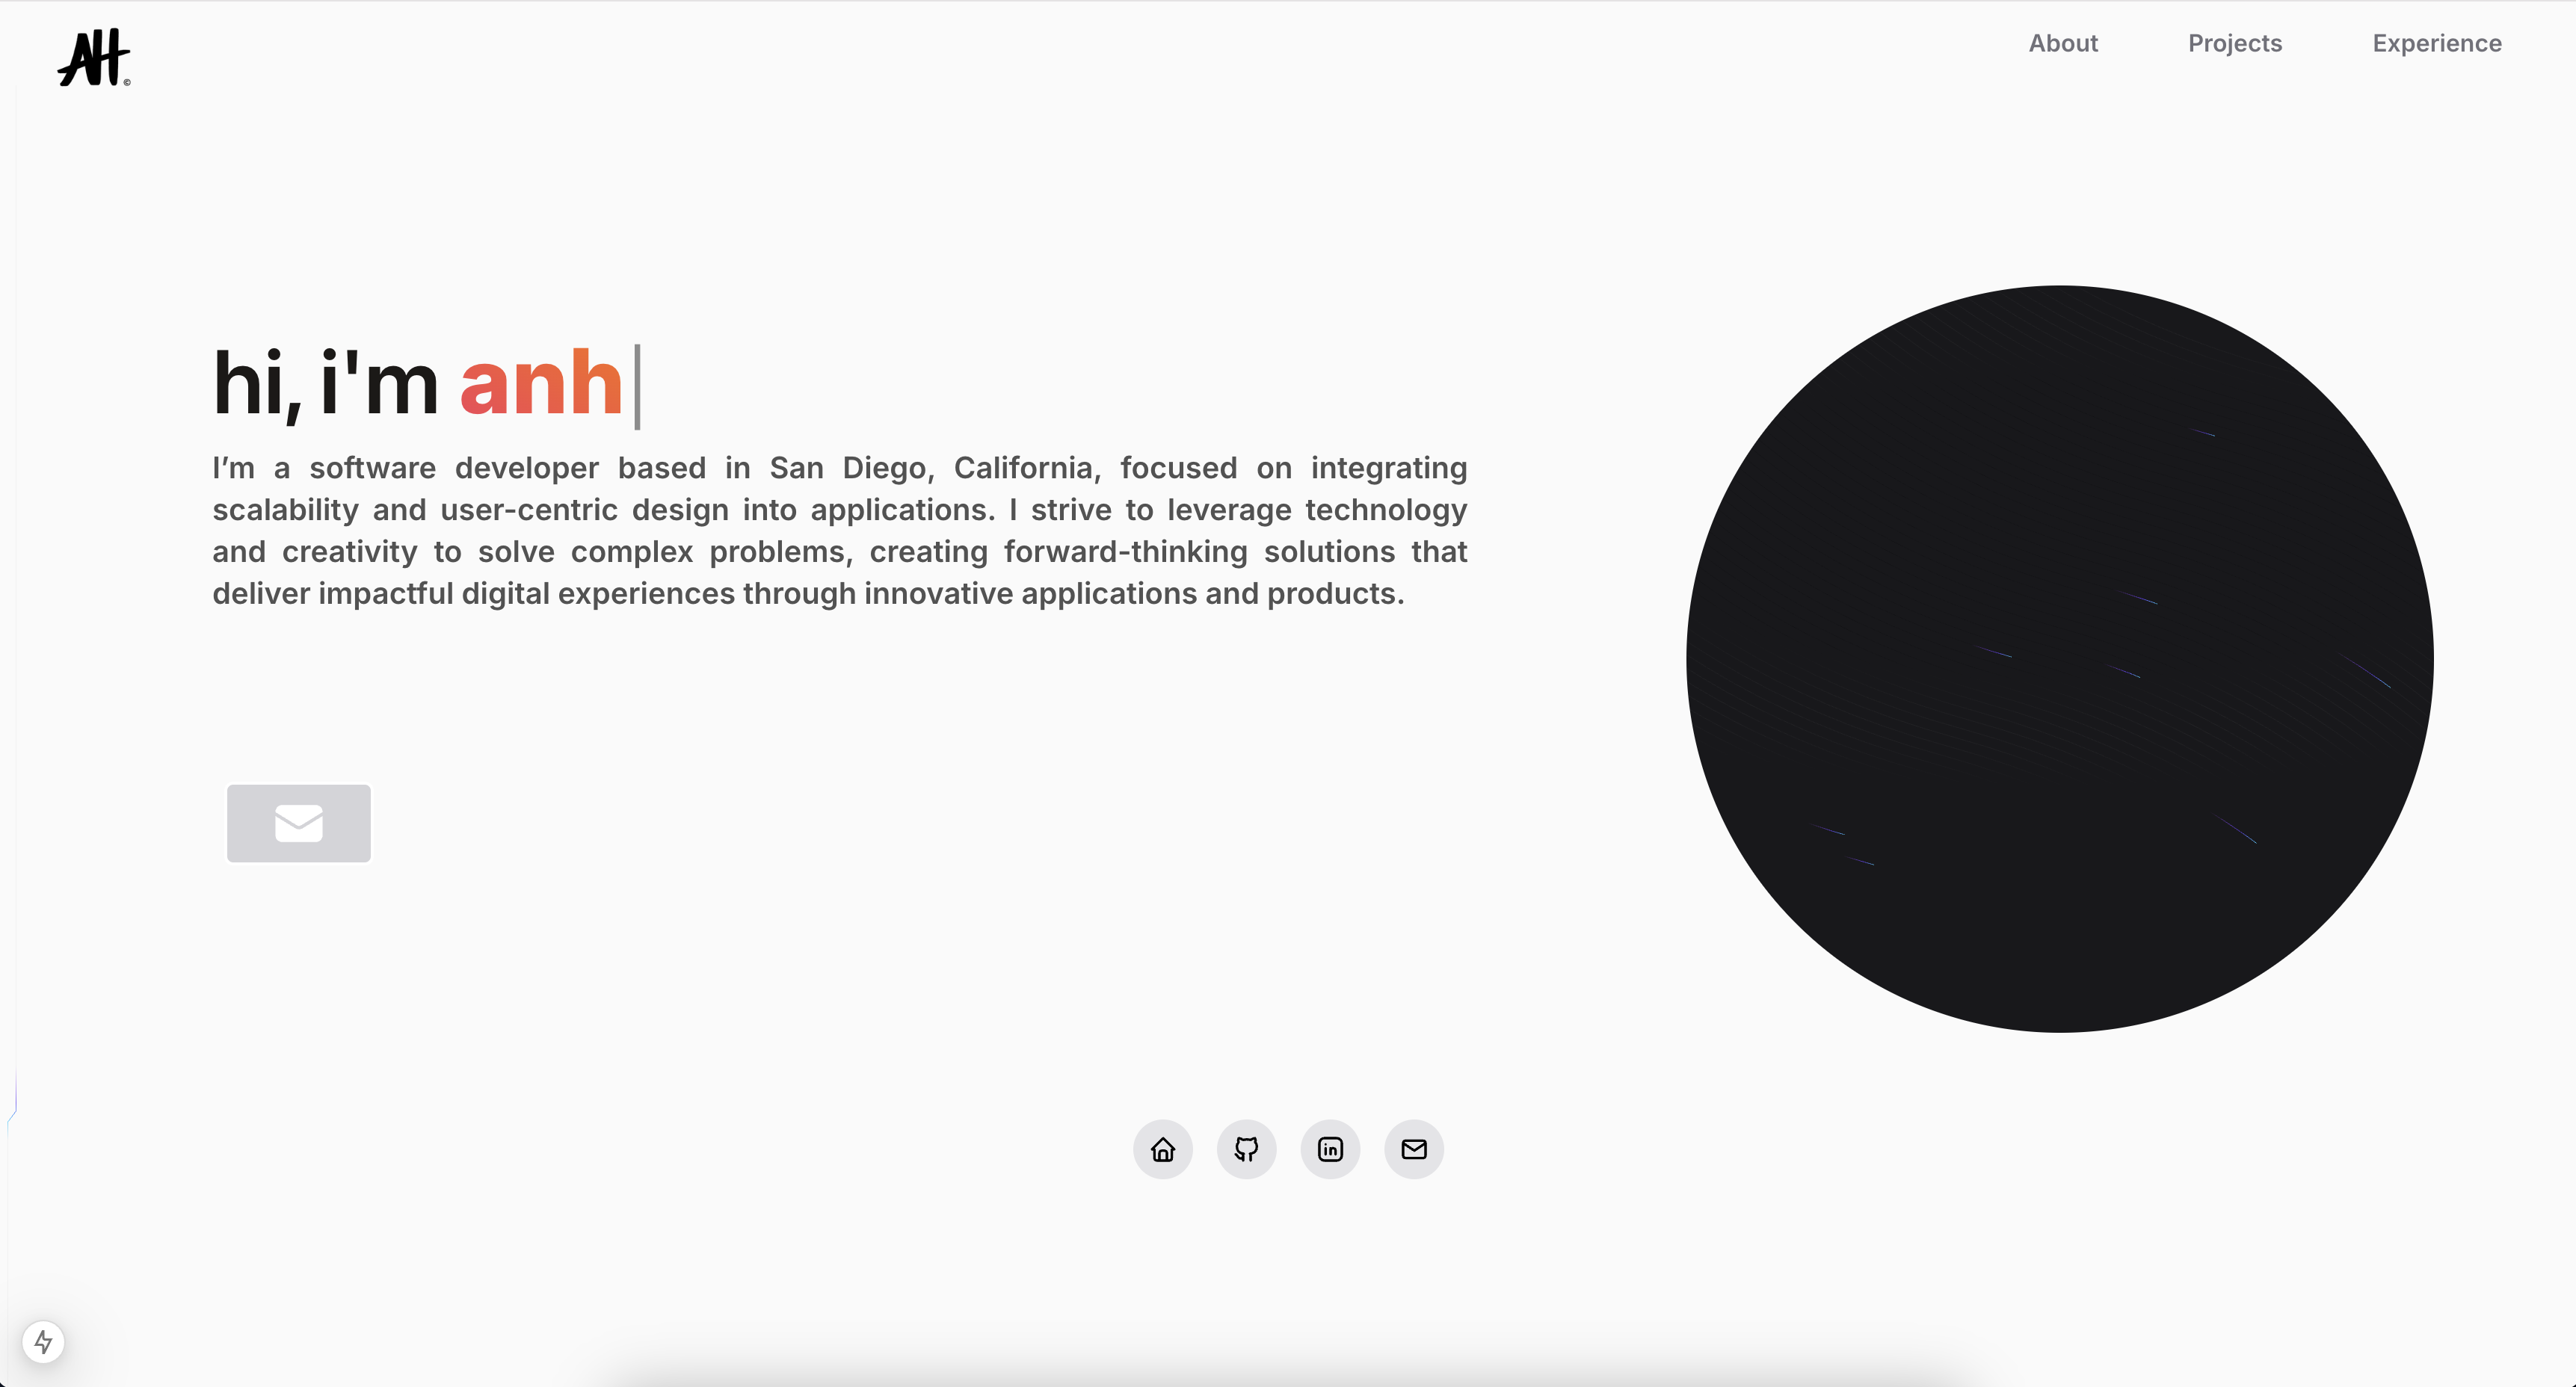 AH ©
About Projects Experience
hi, i'm anh
I’m a software developer based in San Diego, California, focused on integrating
scalability and user-centric design into applications. I strive to leverage technology
and creativity to solve complex problems, creating forward-thinking solutions that
deliver impactful digital experiences through innovative applications and products.
in